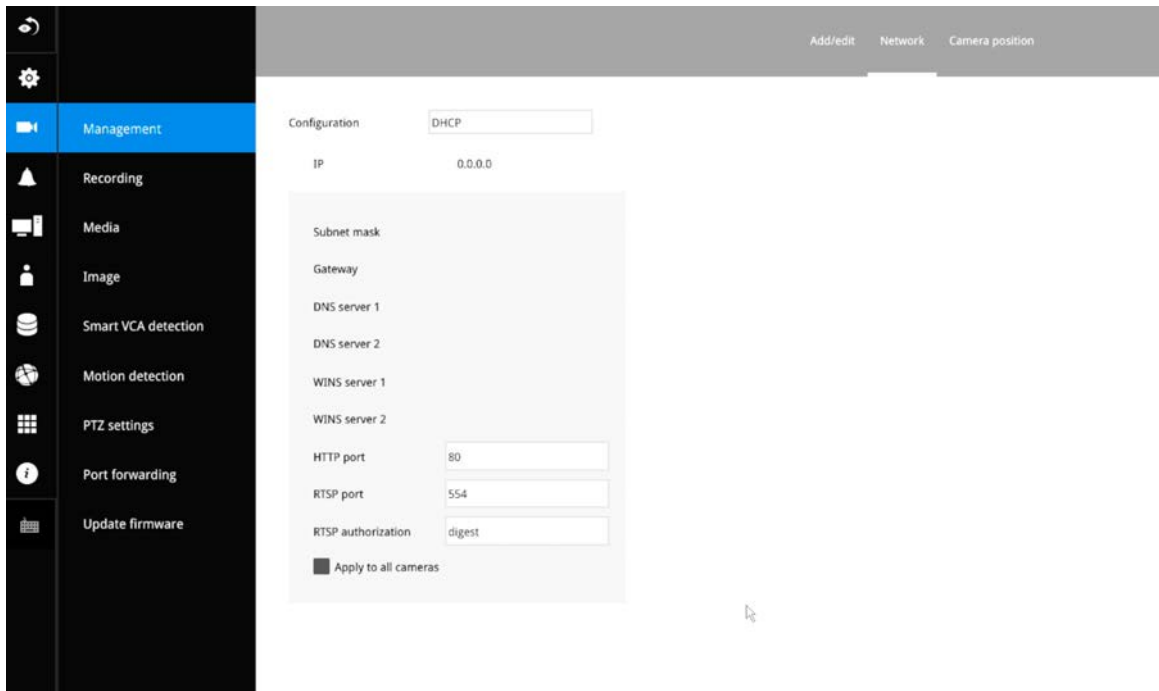 Add/edit Network Camera position
Management
Recording
Media
Image
Smart VCA detection
Motion detection
PTZ settings
Port forwarding
Update firmware
Configuration DHCP
IP 0.0.0.0
Subnet mask
Gateway
DNS server 1
DNS server 2
WINS server 1
WINS server 2
HTTP port 80
RTSP port 554
RTSP authorization digest
Apply to all cameras